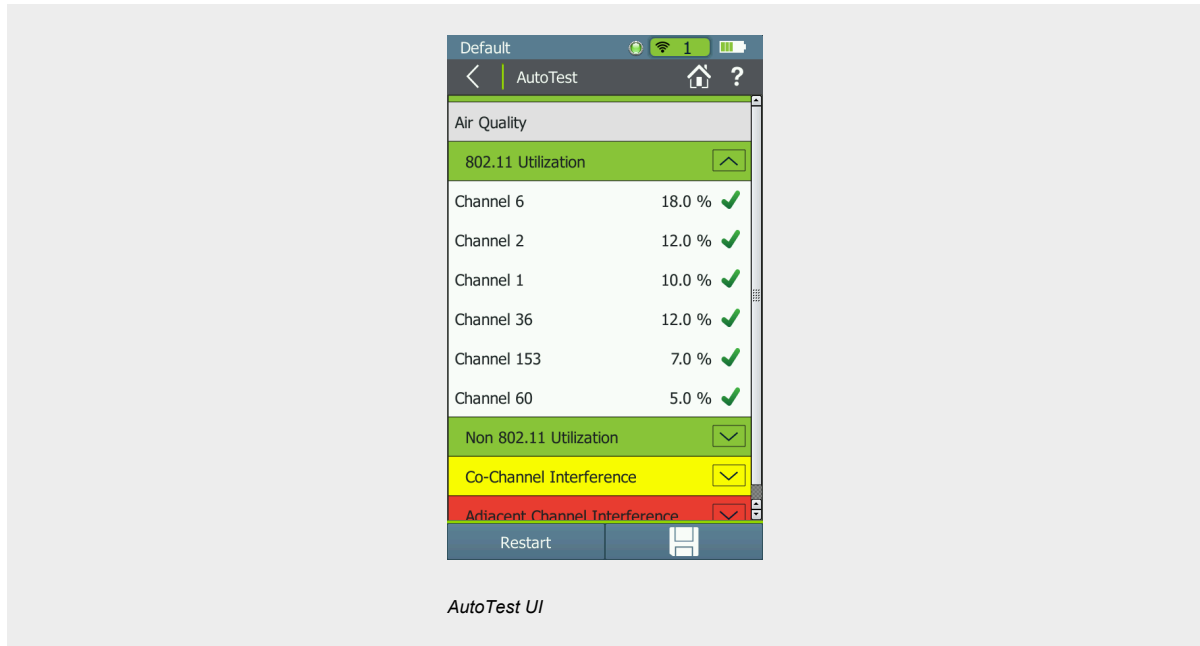 Default 1
AutoTest ?
Air Quality
802.11 Utilization
Channel 6 18.0 %
Channel 2 12.0 %
Channel 1 10.0 %
Channel 36 12.0 %
Channel 153 7.0 %
Channel 60 5.0 %
Non 802.11 Utilization
Co-Channel Interference
Adjacent Channel Interference
Restart
AutoTest UI